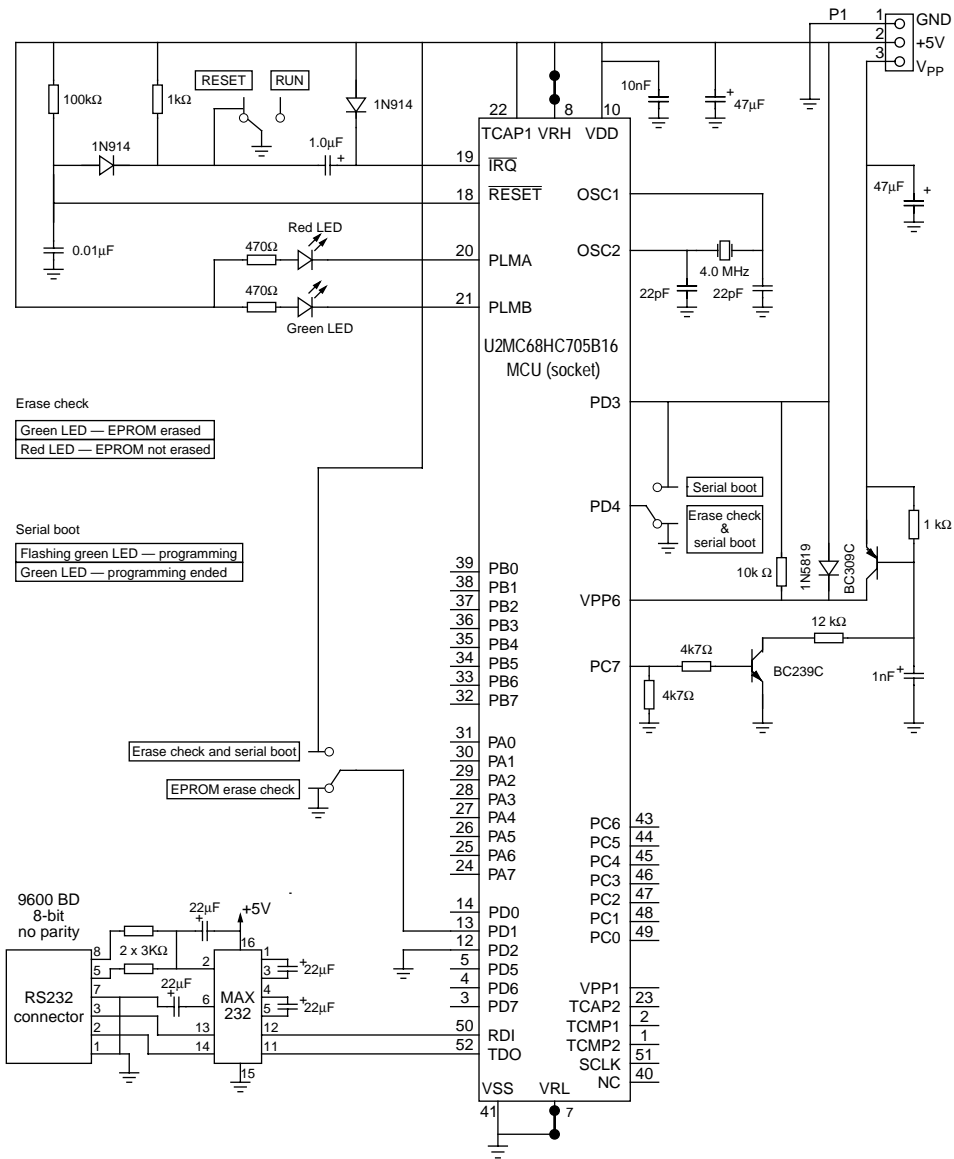 P1
1
GND
2
+5V
3
VPP
100kΩ
1kΩ
RESET
RUN
1N914
1N914
1.0µF
+
0.01µF
10nF
47µF
+
47µF
+
22
8
10
TCAP1
VRH
VDD
19
IRQ
18
RESET
OSC1
Red LED
470Ω
20
PLMA
OSC2
4.0 MHz
22pF
22pF
470Ω
21
PLMB
Green LED
U2MC68HC705B16
MCU (socket)
Erase check
Green LED — EPROM erased
Red LED — EPROM not erased
PD3
Serial boot
PD4
Erase check
&
serial boot
1 kΩ
Serial boot
Flashing green LED — programming
Green LED — programming ended
10k Ω
1N5819
BC309C
VPP6
12 kΩ
PC7
4k7Ω
BC239C
4k7Ω
1nF
+
39
PB0
38
PB1
37
PB2
36
PB3
35
PB4
34
PB5
33
PB6
32
PB7
31
PA0
30
PA1
29
PA2
28
PA3
27
PA4
26
PA5
25
PA6
24
PA7
Erase check and serial boot
EPROM erase check
PC6
43
PC5
44
PC4
45
PC3
46
PC2
47
PC1
48
PC0
49
14
PD0
13
PD1
12
PD2
5
PD5
4
PD6
3
PD7
50
RDI
52
TDO
VPP1
TCAP2
23
TCMP1
2
TCMP2
1
SCLK
51
NC
40
VSS
VRL
41
7
9600 BD
8-bit
no parity
RS232
connector
8
5
7
3
2
1
2 x 3KΩ
22µF
+
+5V
22µF
+
16
2
6
13
14
MAX
232
1
3
4
5
12
11
15
+
22µF
+
22µF